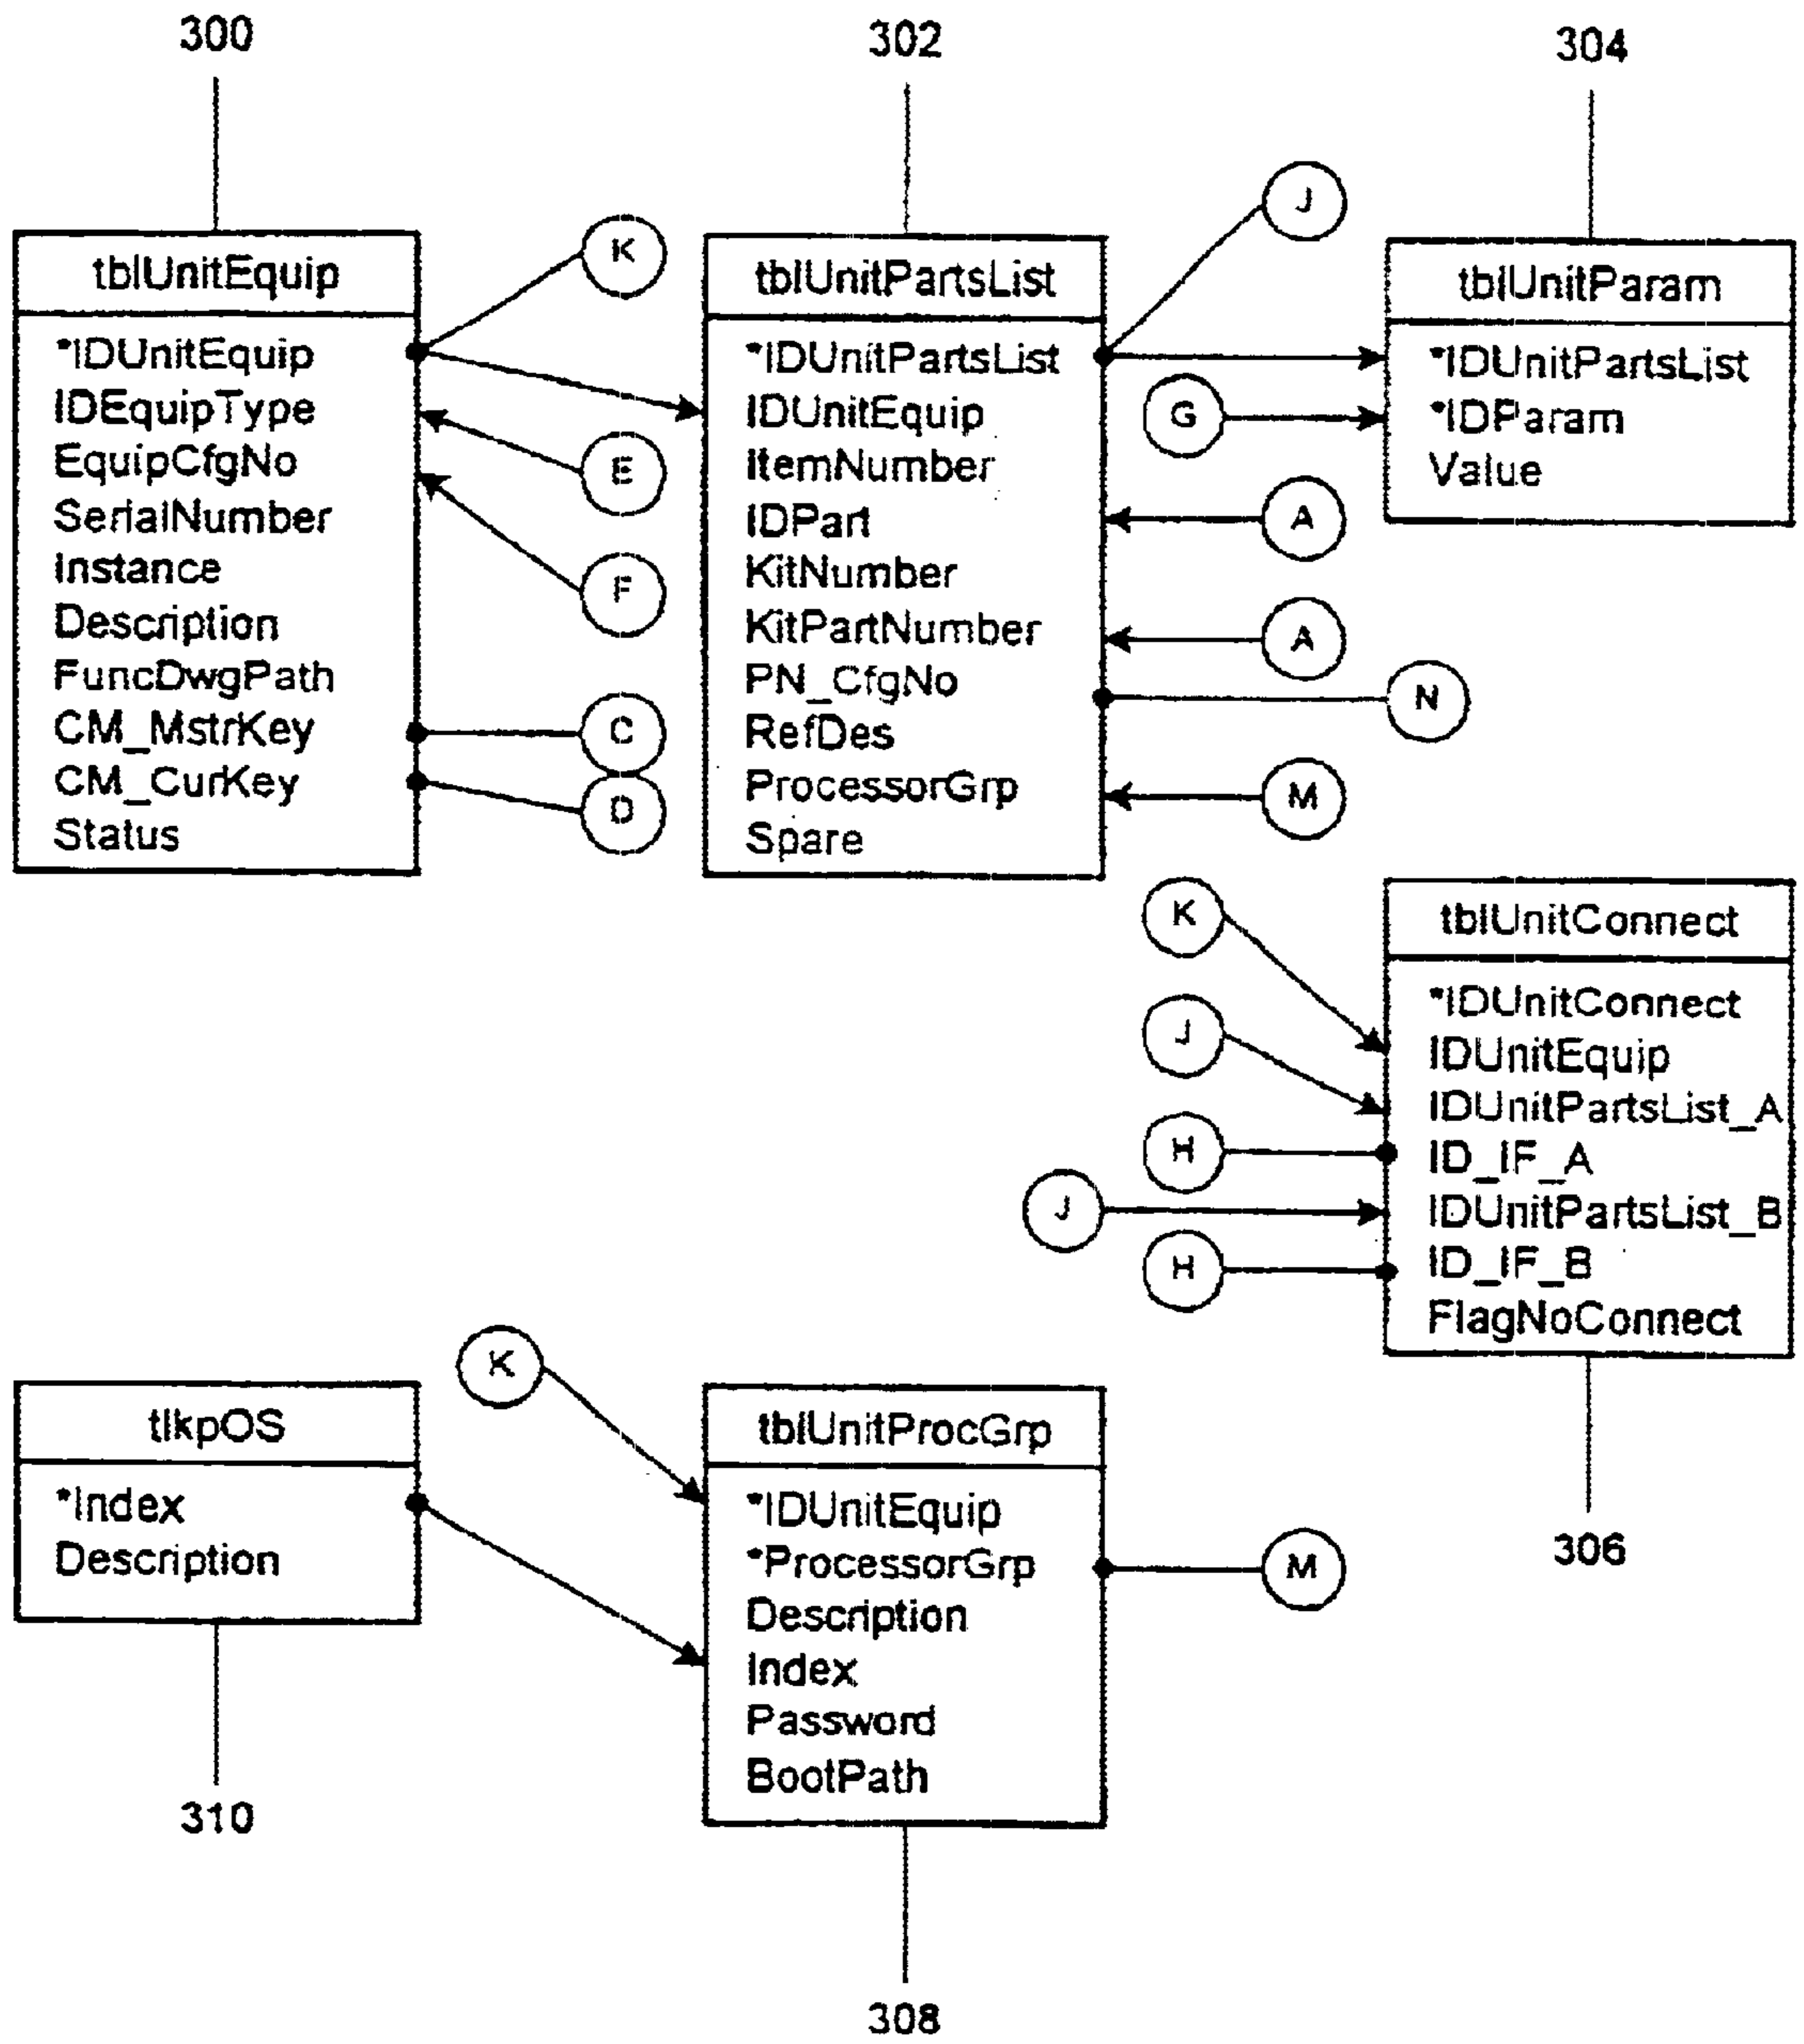 300
302
304
tblUnitEquip
*IDUnitEquip
IDEquipType
EquipCfgNo
SerialNumber
Instance
Description
FuncDwgPath
CM_MstrKey
CM_CurKey
Status
K
E
F
C
D
tblUnitPartsList
*IDUnitPartsList
IDUnitEquip
ItemNumber
IDPart
KitNumber
KitPartNumber
PN_CfgNo
RefDes
ProcessorGrp
Spare
J
G
A
A
N
M
tblUnitParam
*IDUnitPartsList
*IDParam
Value
K
J
H
J
H
tblUnitConnect
*IDUnitConnect
IDUnitEquip
IDUnitPartsList_A
ID_IF_A
IDUnitPartsList_B
ID_IF_B
FlagNoConnect
306
tlkpOS
*Index
Description
310
K
tblUnitProcGrp
*IDUnitEquip
*ProcessorGrp
Description
Index
Password
BootPath
M
308